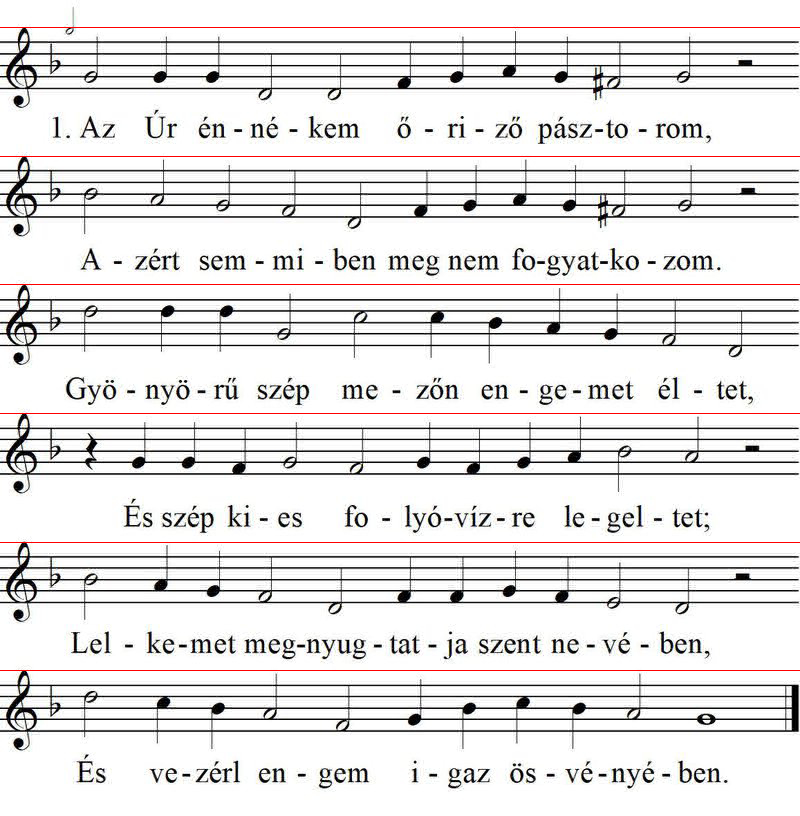 1. Az Úr én - né - kem ő - ri - ző pász-to - rom,
A - zért sem - mi - ben meg nem fo-gyat-ko - zom.
Gyö - nyö - rű szép me - zőn en - ge - met él - tet,
És szép ki - es fo - lyó-víz - re le - gel - tet;
Lel - ke - met meg-nyug - tat - ja szent ne - vé - ben,
És ve - zérl en - gem i - gaz ös - vé - nyé - ben.